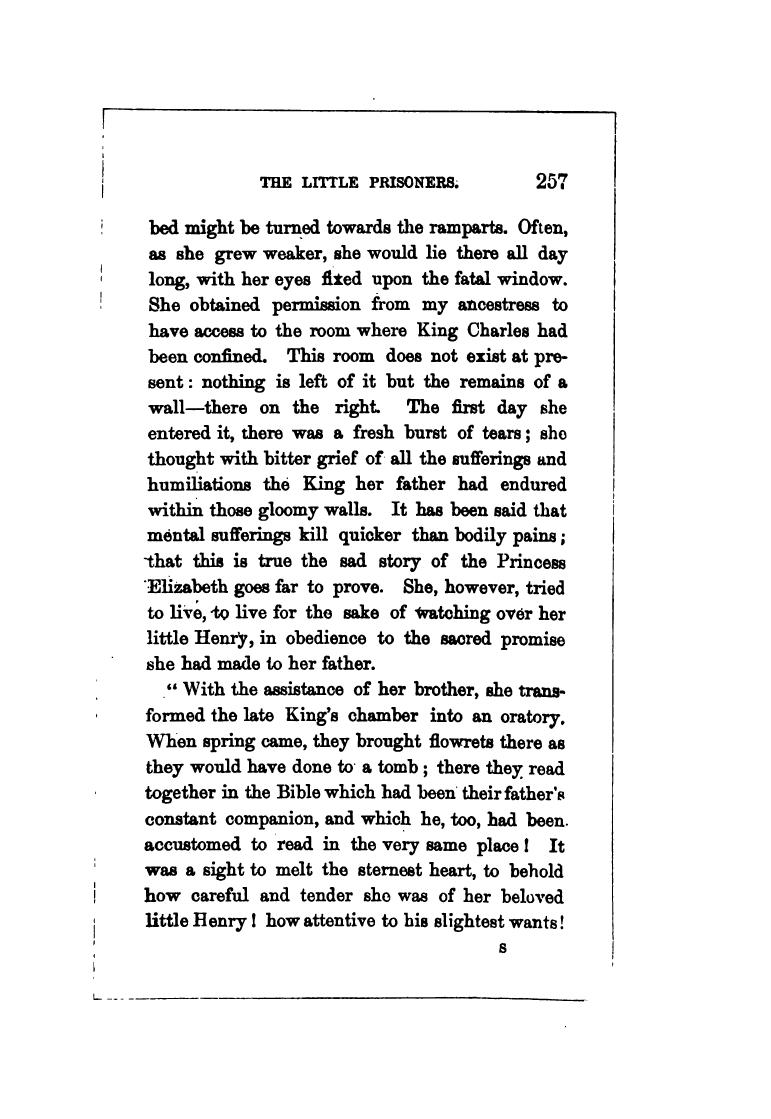 THE LITTLE PRISONERS. 257
bed might be turned towards the ramparts. Often,
as she grew weaker, she would lie there all day
long, with her eyes fixed upon the fatal window.
She obtained permission from my ancestress to
have access to the room where King Charles had
been confined. This room does not exist at pre-
sent : nothing is left of it but the remains of a
wall—there on the right. The first day she
entered it, there was a fresh burst of tears ; she
thought with bitter grief of all the sufferings and
humiliations the King her father had endured
within those gloomy walls. It has been said that
mental sufferings kill quicker than bodily pains ;
that this is true the sad story of the Princess
Elizabeth goes far to prove. She, however, tried
to live, to live for the sake of watching over her
little Henry, in obedience to the sacred promise
she had made to her father.
“ With the assistance of her brother, she trans-
formed the late King's chamber into an oratory.
When spring came, they brought flowrets there as
they would have done to a tomb ; there they read
together in the Bible which had been their father's
constant companion, and which he, too, had been
accustomed to read in the very same place ! It
was a sight to melt the sternest heart, to behold
how careful and tender she was of her beloved
little Henry ! how attentive to his slightest wants !
S